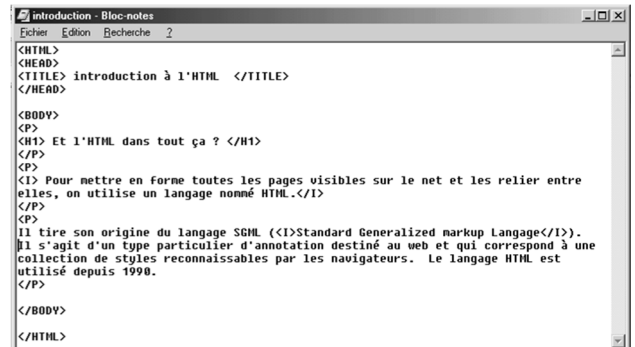 introduction - Bloc-notes
Fichier Edition Recherche ?
<HTML>
<HEAD>
<TITLE> introduction à l'HTML </TITLE>
</HEAD>
<BODY>
<P>
<H1> Et l'HTML dans tout ça ? </H1>
</P>
<P>
<I> Pour mettre en forme toutes les pages visibles sur le net et les relier entre
elles, on utilise un langage nommé HTML.</I>
</P>
<P>
Il tire son origine du langage SGML (<I>Standard Generalized markup Langage</I>).
Il s'agit d'un type particulier d'annotation destiné au web et qui correspond à une
collection de styles reconnaissables par les navigateurs. Le langage HTML est
utilisé depuis 1990.
</P>
</BODY>
</HTML>